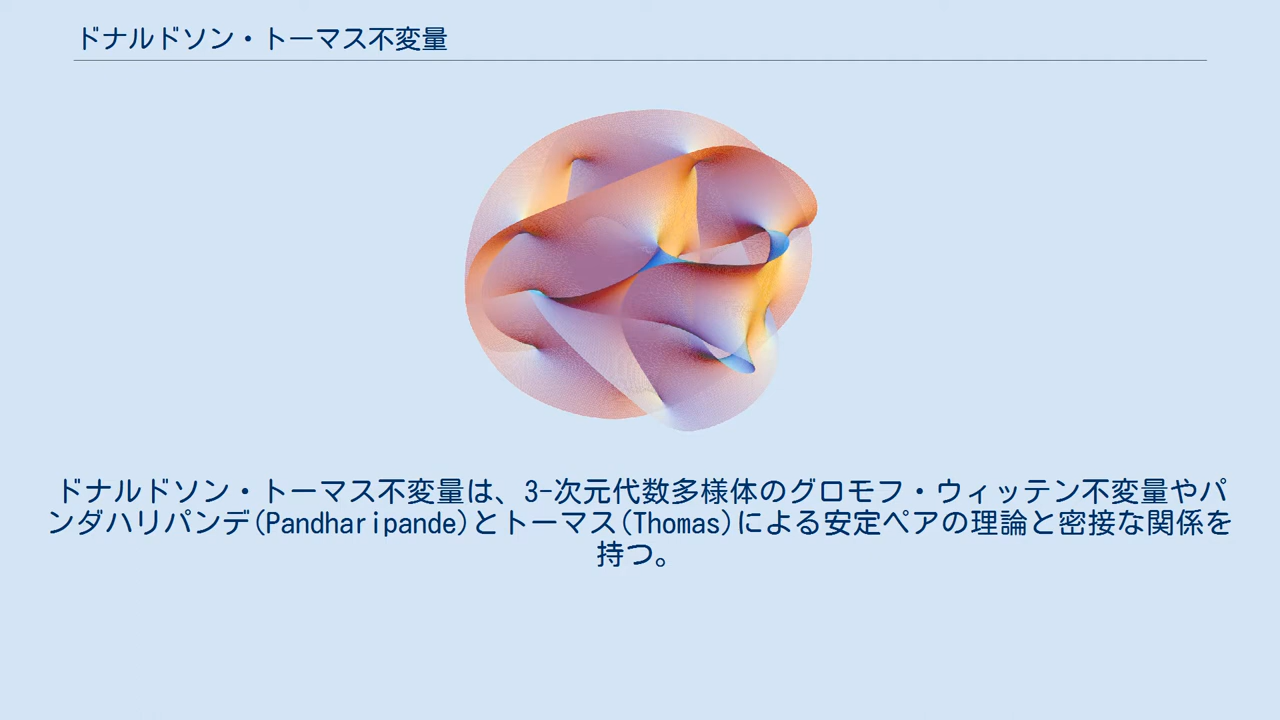 ドナルドソン・トーマス不変量
ドナルドソン・トーマス不変量は、3-次元代数多様体のグロモフ・ウィッテン不変量やパ
ンダハリパンデ(Pandharipande)とトーマス(Thomas)による安定ペアの理論と密接な関係を
持つ。